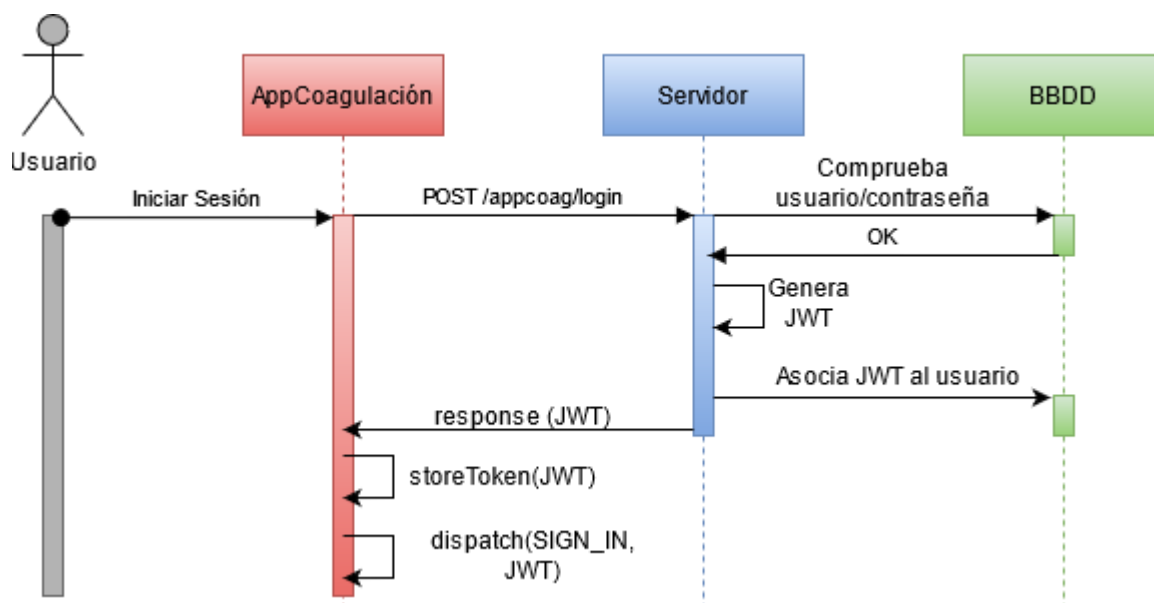 AppCoagulación
Servidor
BBDD
Usuario
Iniciar Sesión
POST /appcoag/login
Comprueba
usuario/contraseña
OK
Genera
JWT
Asocia JWT al usuario
response (JWT)
storeToken(JWT)
dispatch(SIGN_IN,
JWT)